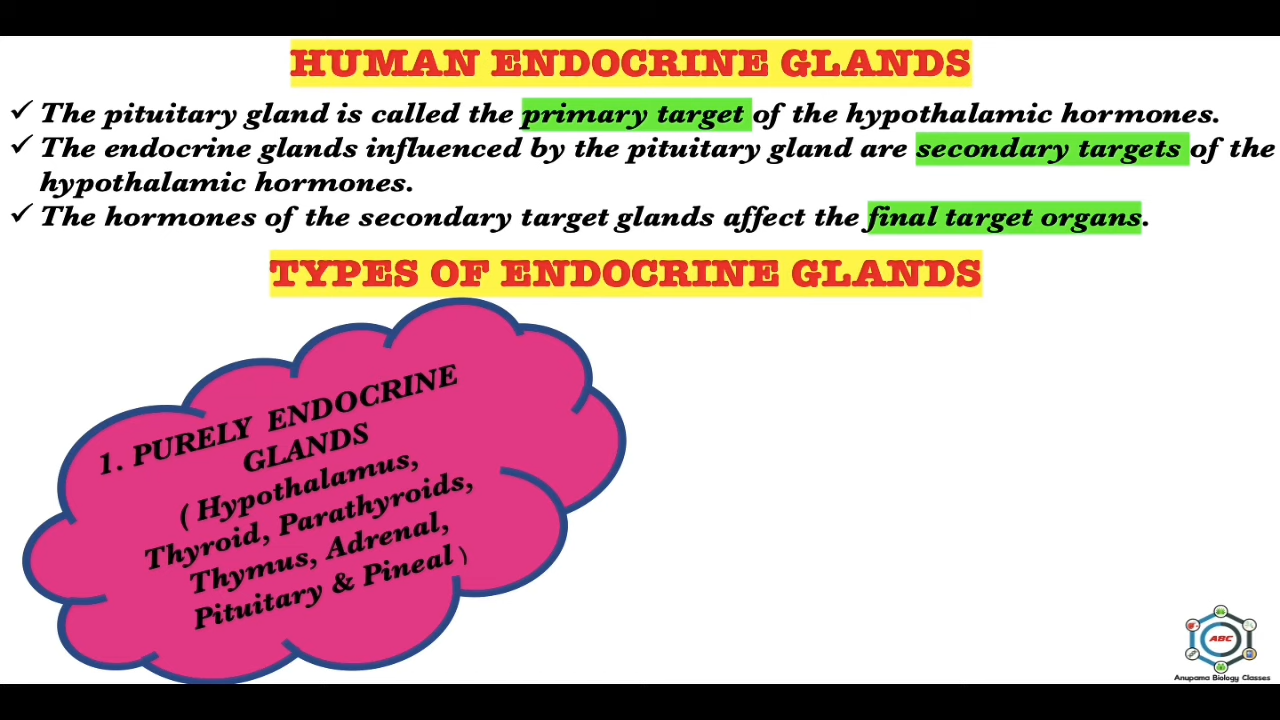 HUMAN ENDOCRINE GLANDS
✓ The pituitary gland is called the primary target of the hypothalamic hormones.
✓ The endocrine glands influenced by the pituitary gland are secondary targets of the
hypothalamic hormones.
✓ The hormones of the secondary target glands affect the final target organs.
TYPES OF ENDOCRINE GLANDS
1. PURELY ENDOCRINE
GLANDS
( Hypothalamus,
Thyroid, Parathyroids,
Thymus, Adrenal,
Pituitary & Pineal )
ABC
Anupama Biology Classes